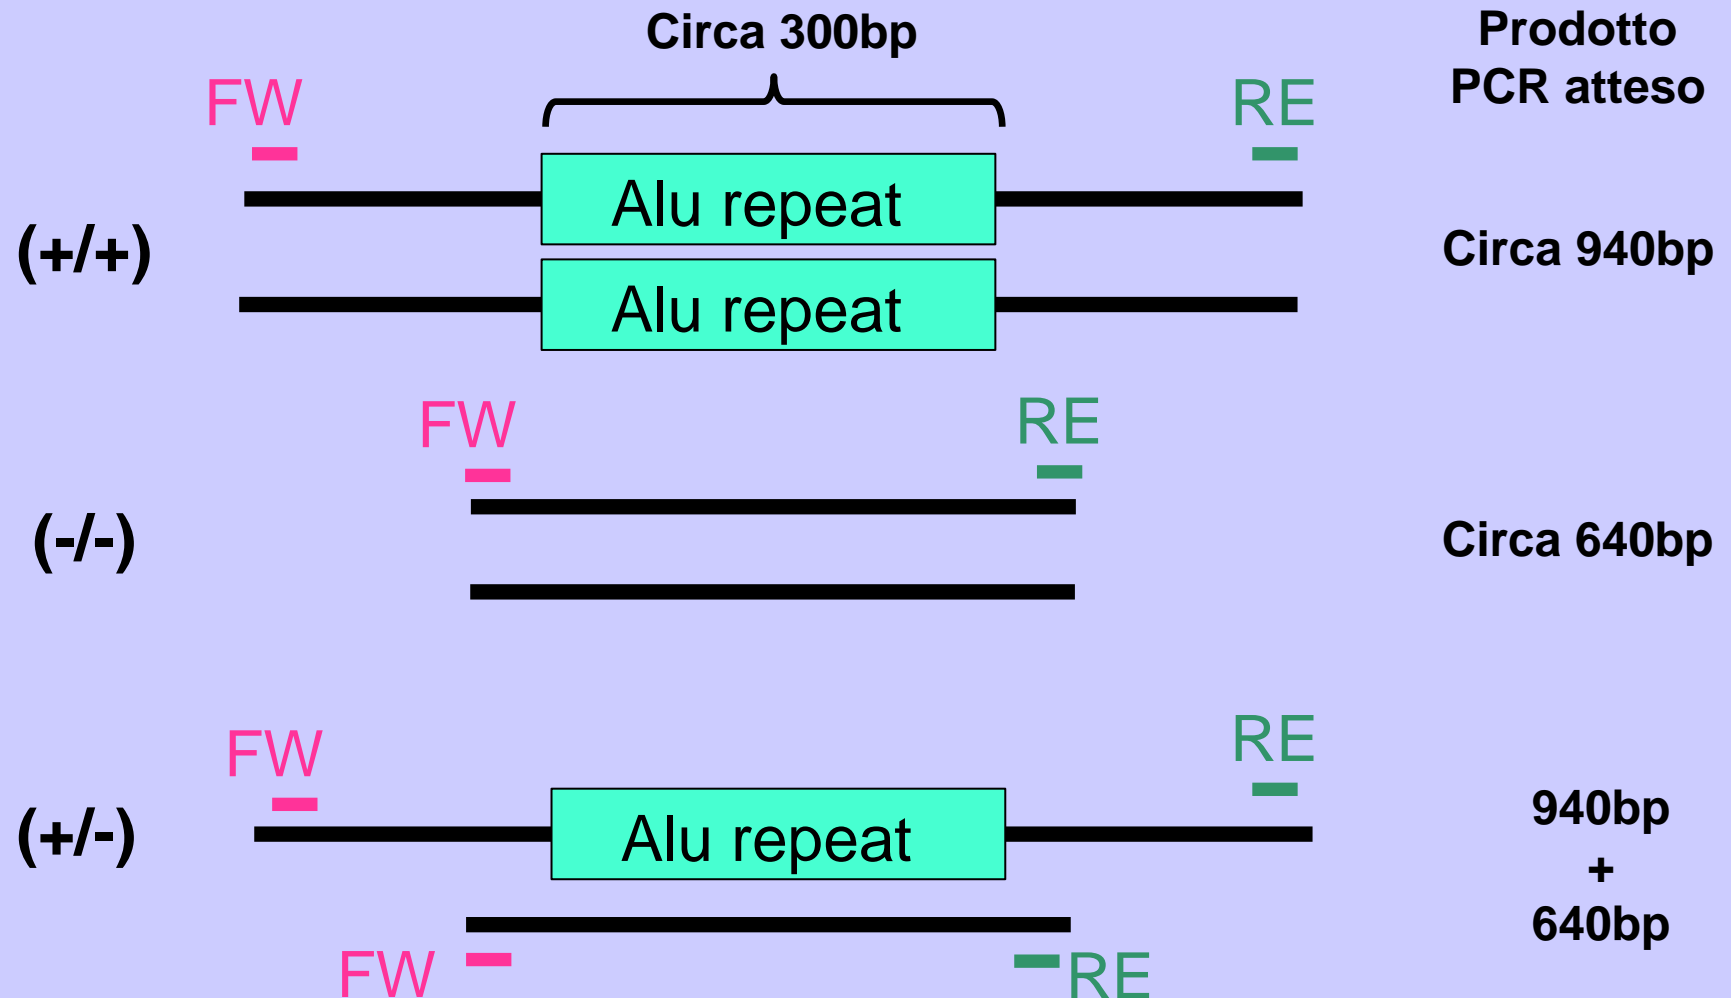 Circa 300bp
Prodotto
PCR atteso
FW
RE
Alu repeat
(+/+)
Circa 940bp
Alu repeat
FW
RE
(-/-)
Circa 640bp
FW
RE
(+/-)
Alu repeat
940bp
+
640bp
FW
RE